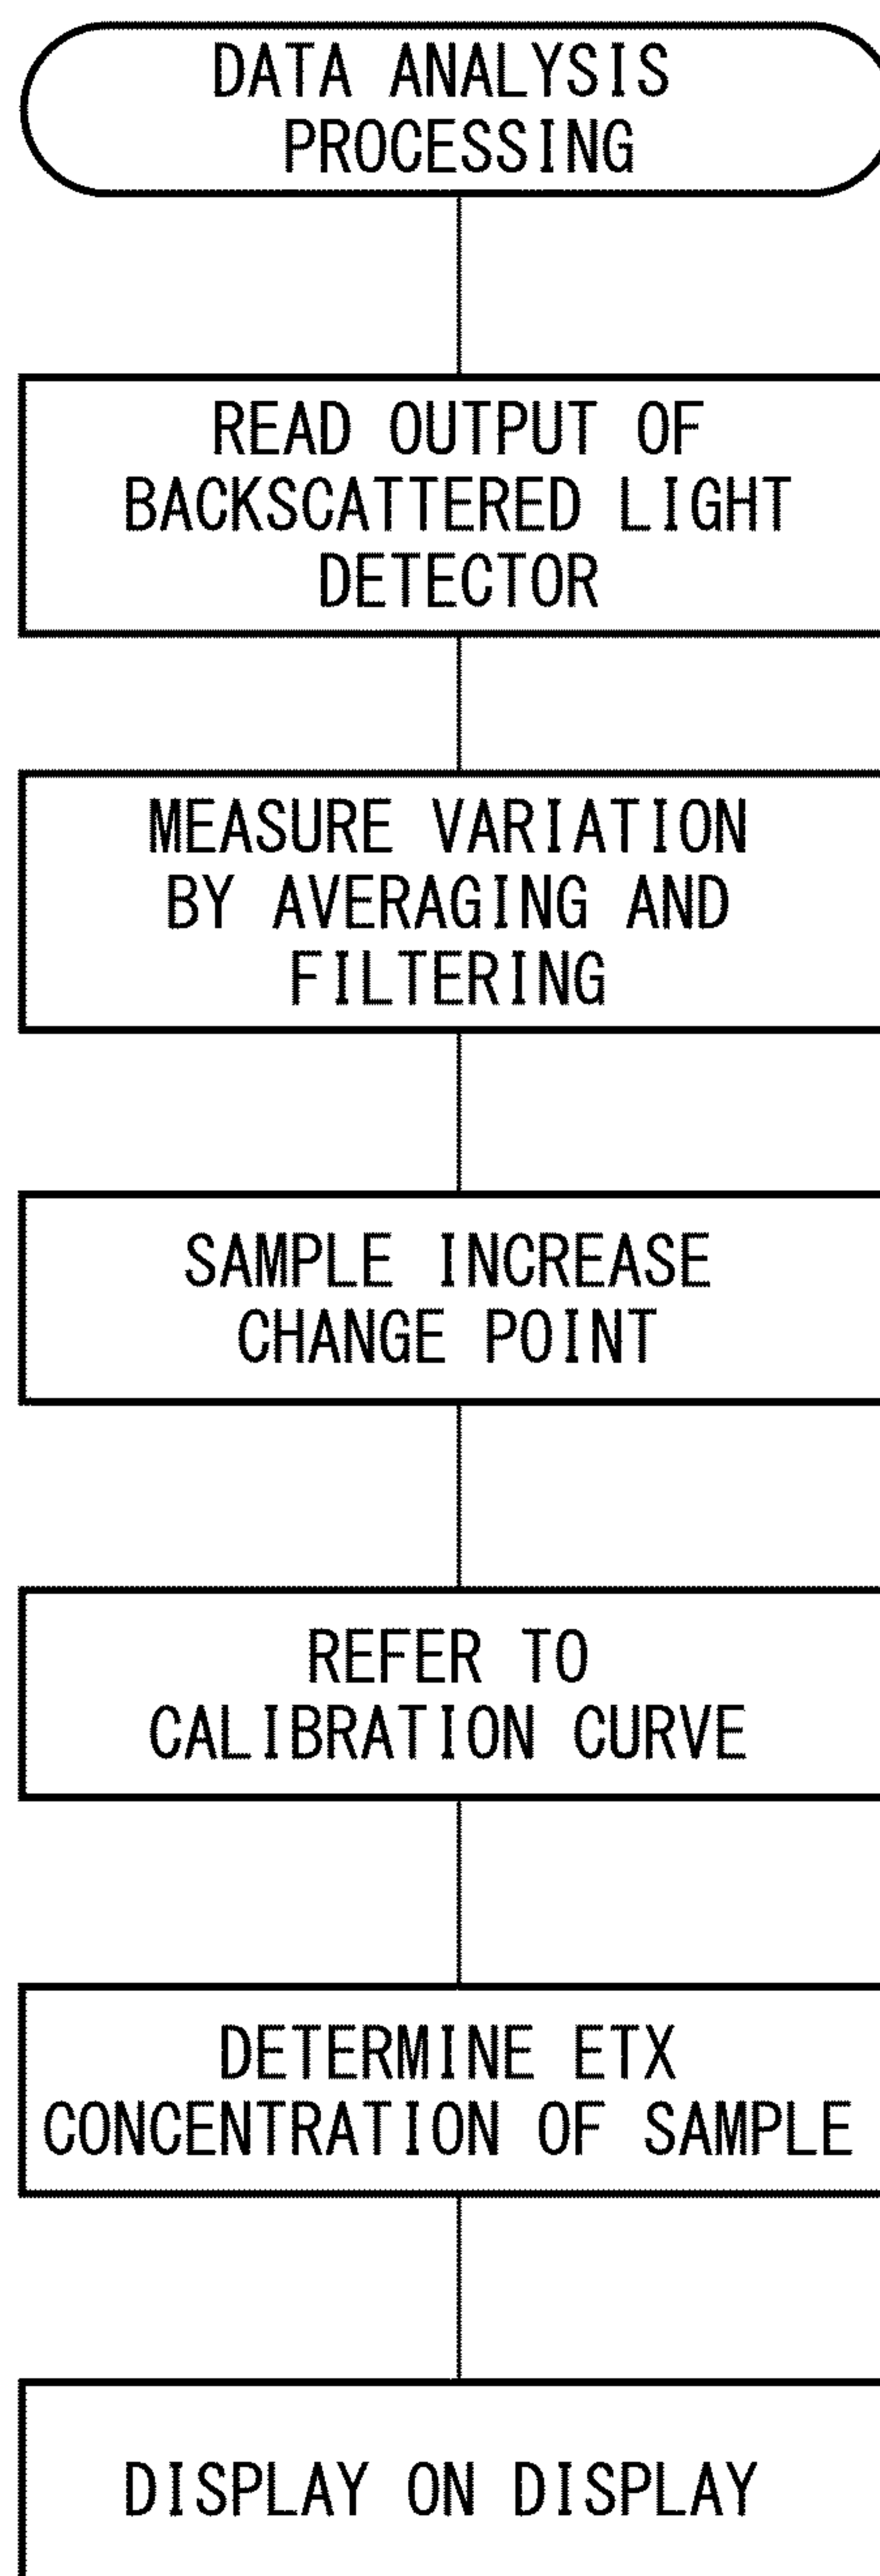 DATA ANALYSIS
PROCESSING
READ OUTPUT OF
BACKSCATTERED LIGHT
DETECTOR
MEASURE VARIATION
BY AVERAGING AND
FILTERING
SAMPLE INCREASE
CHANGE POINT
REFER TO
CALIBRATION CURVE
DETERMINE ETX
CONCENTRATION OF SAMPLE
DISPLAY ON DISPLAY